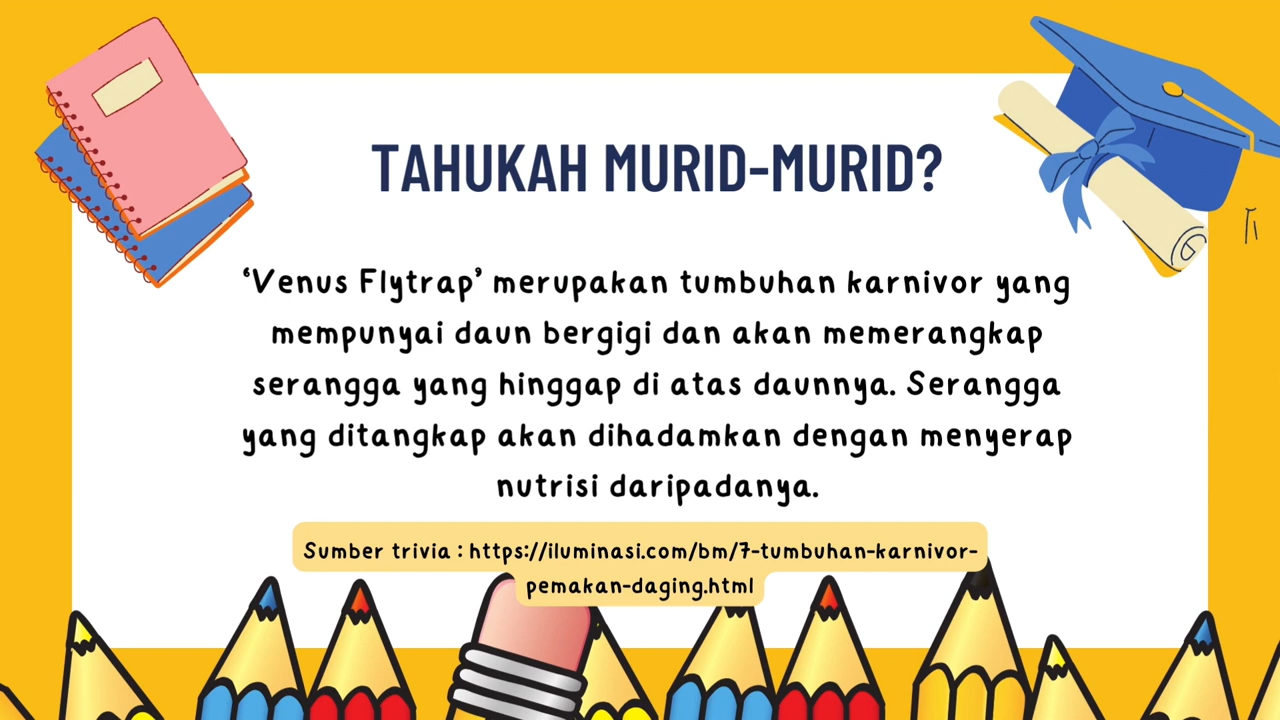 TAHUKAH MURID-MURID?
‘Venus Flytrap’ merupakan tumbuhan karnivor yang
mempunyai daun bergigi dan akan memerangkap
serangga yang hinggap di atas daunnya. Serangga
yang ditangkap akan dihadamkan dengan menyerap
nutrisi daripadanya.
Sumber trivia : https://iluminasi.com/bm/7-tumbuhan-karnivor-
pemakan-daging.html